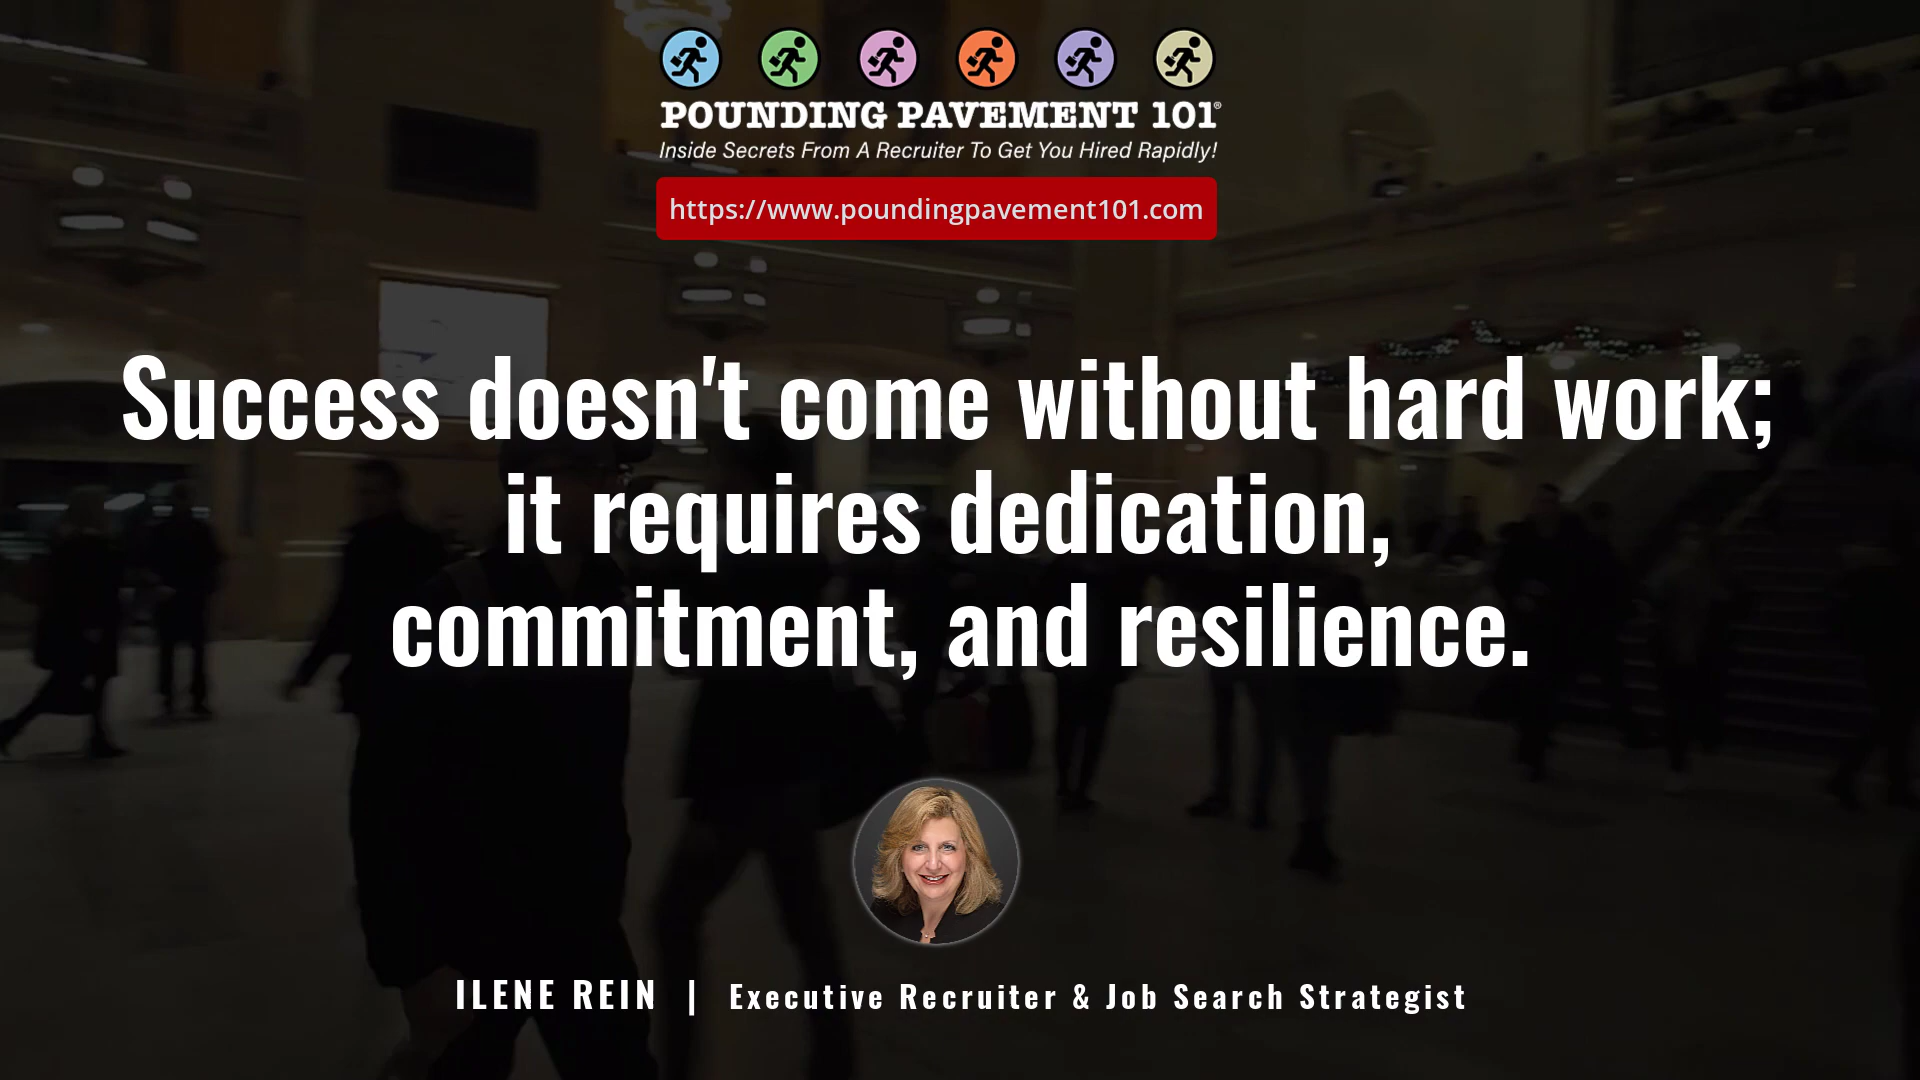 POUNDING PAVEMENT 101®
Inside Secrets From A Recruiter To Get You Hired Rapidly!
https://www.poundingpavement101.com
Success doesn't come without hard work;
it requires dedication,
commitment, and resilience.
ILENE REIN | Executive Recruiter & Job Search Strategist